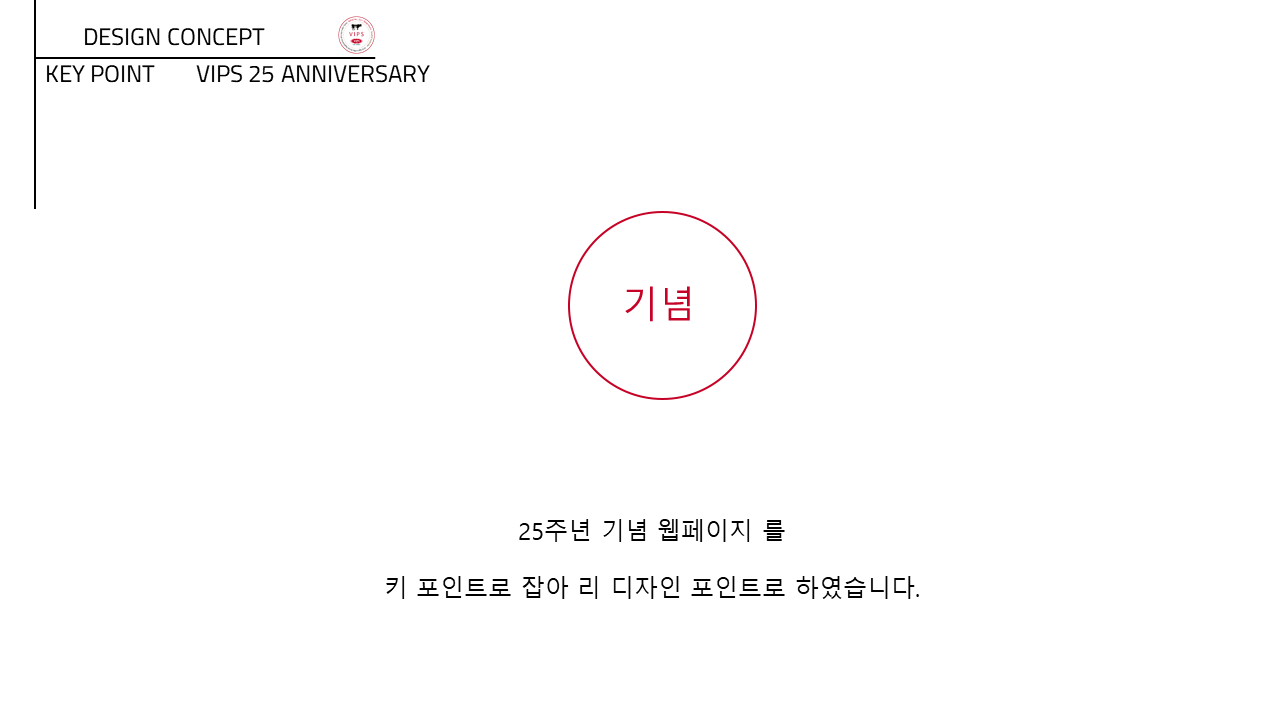 DESIGN CONCEPT
VIPS
KEY POINT VIPS 25 ANNIVERSARY
기념
25주년 기념 웹페이지 를
키 포인트로 잡아 리 디자인 포인트로 하였습니다.